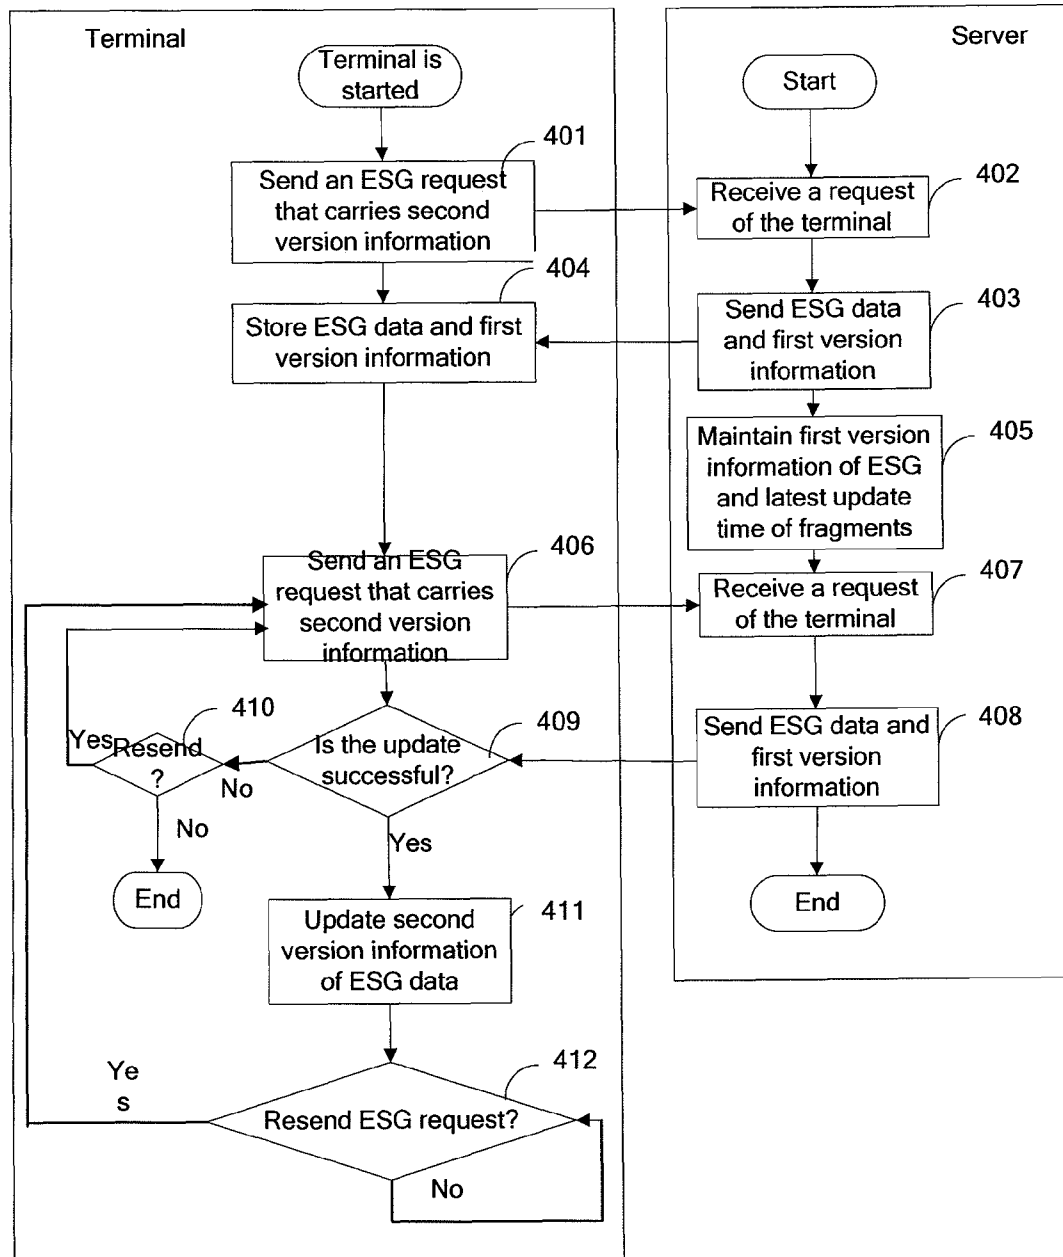 Terminal
Server
Terminal is
started
Start
401
Send an ESG request
that carries second
version information
402
Receive a request
of the terminal
404
Store ESG data and first
version information
403
Send ESG data
and first version
information
405
Maintain first version
information of ESG
and latest update
time of fragments
406
Send an ESG
request that carries
second version
information
407
Receive a request
of the terminal
410
Yes
Resend
?
No
No
End
409
Is the update
successful?
Yes
408
Send ESG data and
first version
information
End
411
Update second
version information
of ESG data
412
Ye
s
Resend ESG request?
No